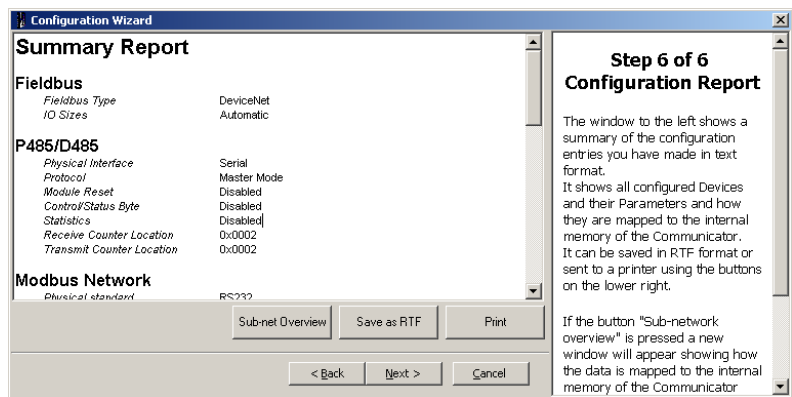 Configuration Wizard
Summary Report
Fieldbus
Fieldbus Type DeviceNet
IO Sizes Automatic
P485/D485
Physical Interface Serial
Protocol Master Mode
Module Reset Disabled
Control/Status Byte Disabled
Statistics Disabled
Receive Counter Location 0x0002
Transmit Counter Location 0x0002
Modbus Network
Physical standard RS232
Sub-net Overview Save as RTF Print
< Back Next > Cancel
Step 6 of 6
Configuration Report
The window to the left shows a
summary of the configuration
entries you have made in text
format.
It shows all configured Devices
and their Parameters and how
they are mapped to the internal
memory of the Communicator.
It can be saved in RTF format or
sent to a printer using the buttons
on the lower right.
If the button "Sub-network
overview" is pressed a new
window will appear showing how
the data is mapped to the internal
memory of the Communicator